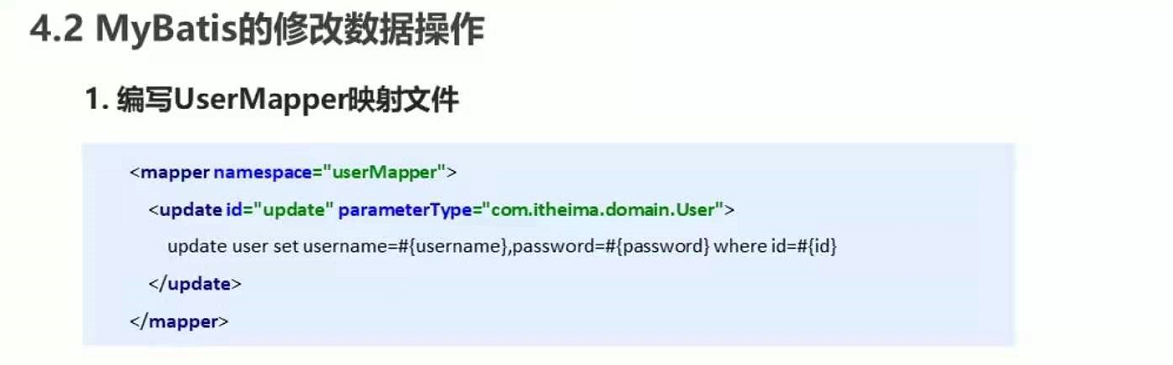 4.2 MyBatis的修改数据操作
1. 编写UserMapper映射文件
<mapper namespace="userMapper">
<update id="update" parameterType="com.itheima.domain.User">
update user set username=#{username},password=#{password} where id=#{id}
</update>
</mapper>